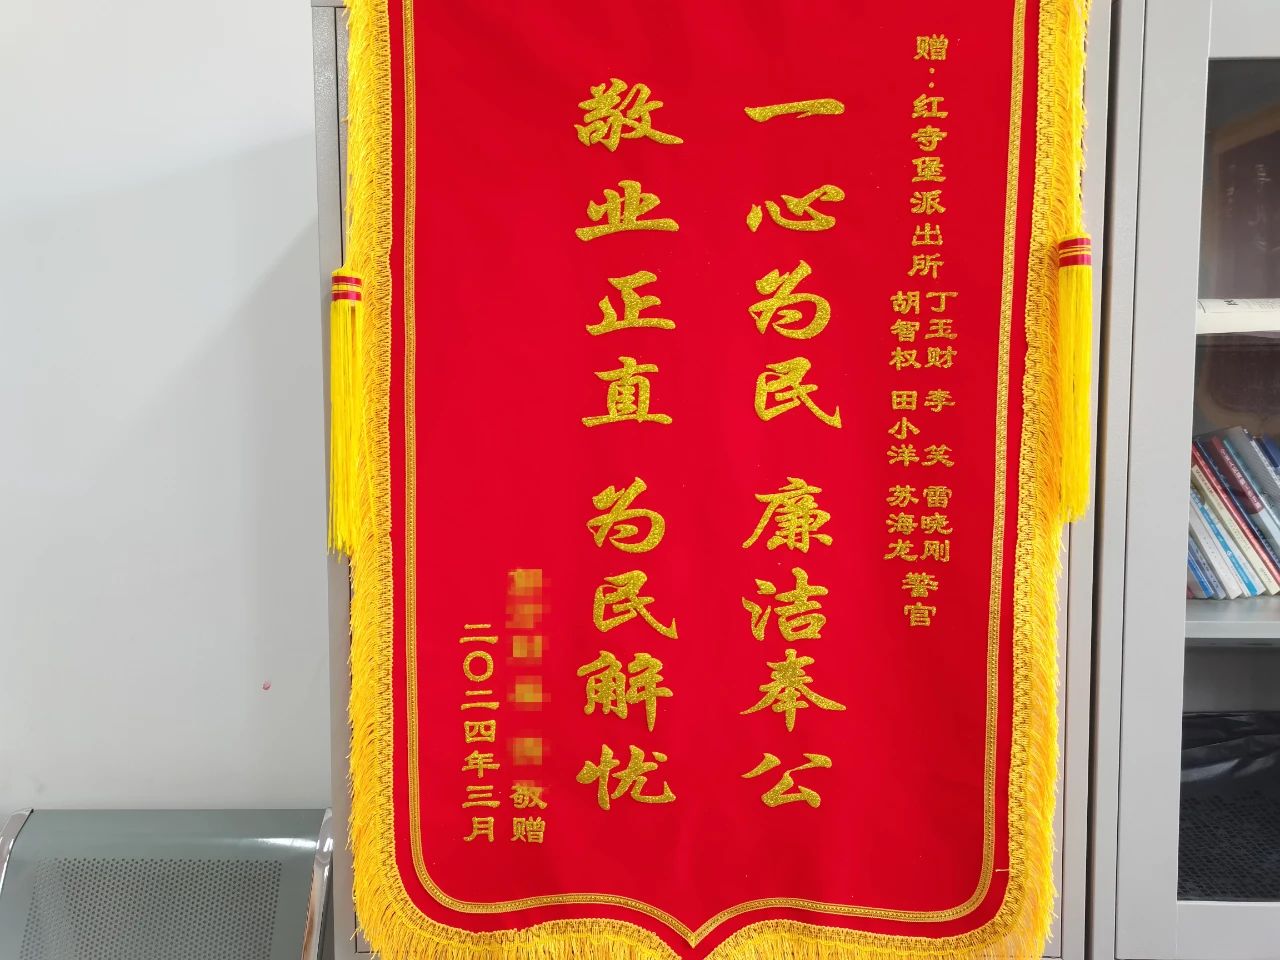 赠：红寺堡派出所
丁玉财 李笑 雷晓刚
胡智权 田小洋 苏海龙
警官
一心为民 廉洁奉公
敬业正直 为民解忧
敬赠
二〇二四年三月